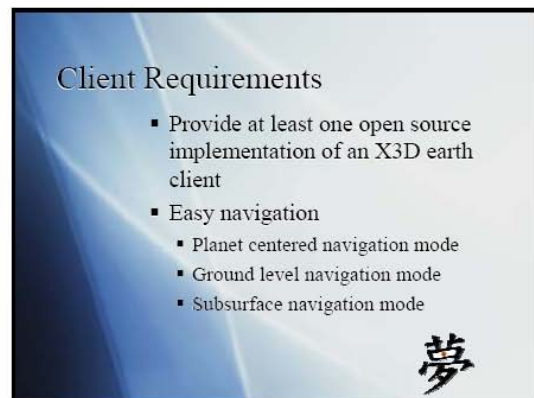 Client Requirements
▪ Provide at least one open source
implementation of an X3D earth
client
▪ Easy navigation
▪ Planet centered navigation mode
▪ Ground level navigation mode
▪ Subsurface navigation mode
夢